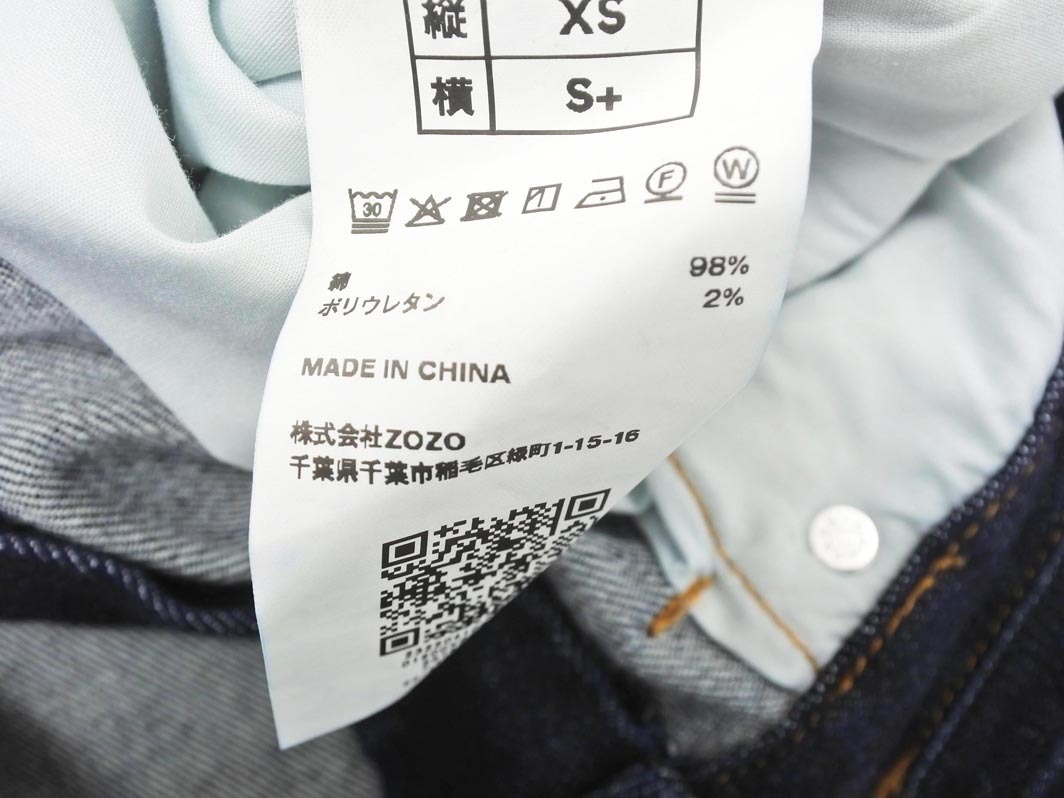 縦 XS
横 S+
30 F W
綿 98%
ポリウレタン 2%
MADE IN CHINA
株式会社ZOZO
千葉県千葉市稲毛区緑町1-15-16